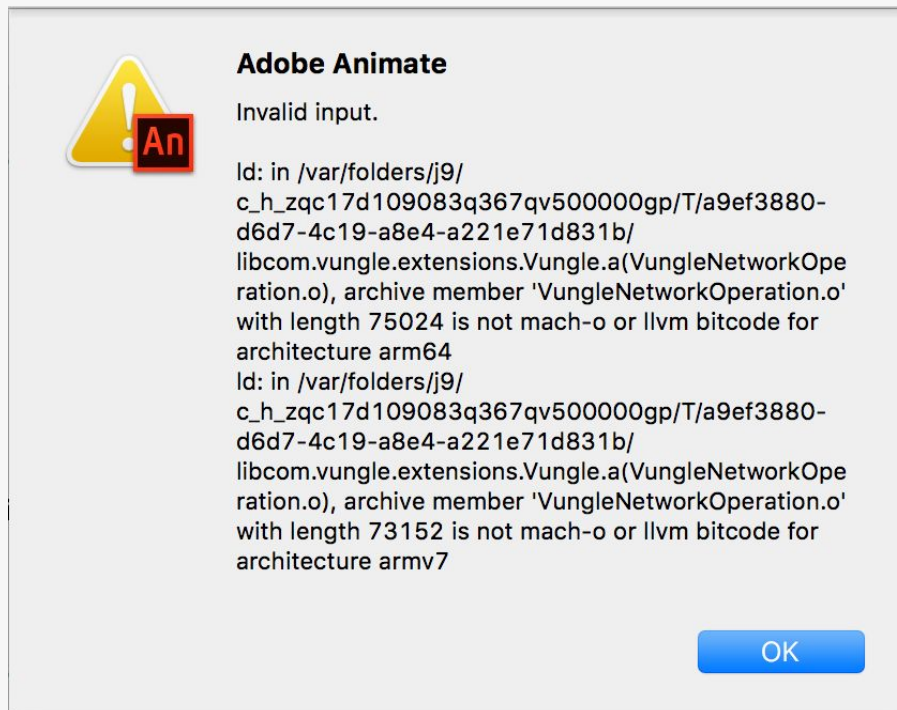 An
Adobe Animate
Invalid input.
ld: in /var/folders/j9/
c_h_zqc17d109083q367qv500000gp/T/a9ef3880-
d6d7-4c19-a8e4-a221e71d831b/
libcom.vungle.extensions.Vungle.a(VungleNetworkOpe
ration.o), archive member 'VungleNetworkOperation.o'
with length 75024 is not mach-o or llvm bitcode for
architecture arm64
ld: in /var/folders/j9/
c_h_zqc17d109083q367qv500000gp/T/a9ef3880-
d6d7-4c19-a8e4-a221e71d831b/
libcom.vungle.extensions.Vungle.a(VungleNetworkOpe
ration.o), archive member 'VungleNetworkOperation.o'
with length 73152 is not mach-o or llvm bitcode for
architecture armv7
OK